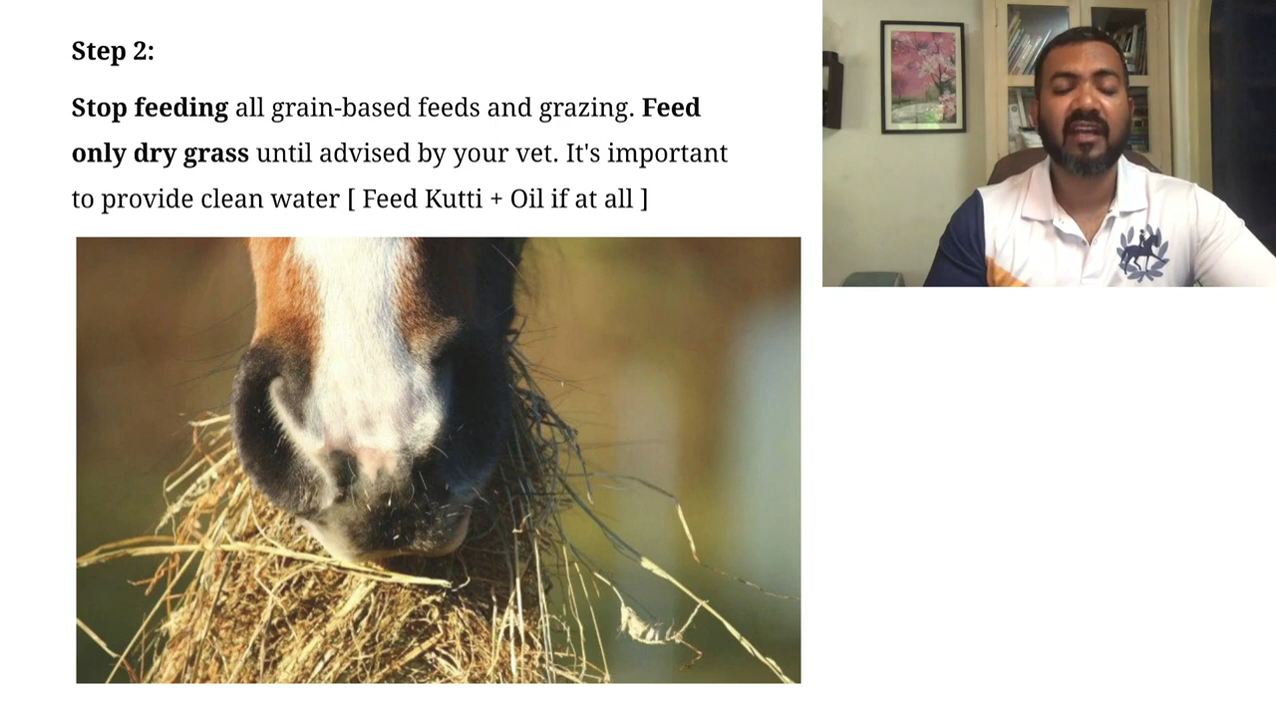 Step 2:
Stop feeding all grain-based feeds and grazing. Feed
only dry grass until advised by your vet. It's important
to provide clean water [ Feed Kutti + Oil if at all ]